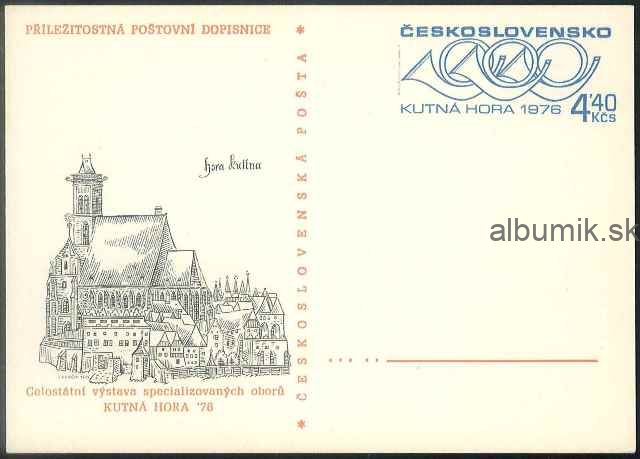 PŘÍLEŽITOSTNÁ POŠTOVNÍ DOPISNICE
ČESKOSLOVENSKO
KUTNÁ HORA 1976
4'40
KČS
hora kuttna
albumik.sk
* ČESKOSLOVENSKÁ POŠTA *
Celostátní výstava specializovaných oborů
KUTNÁ HORA '76